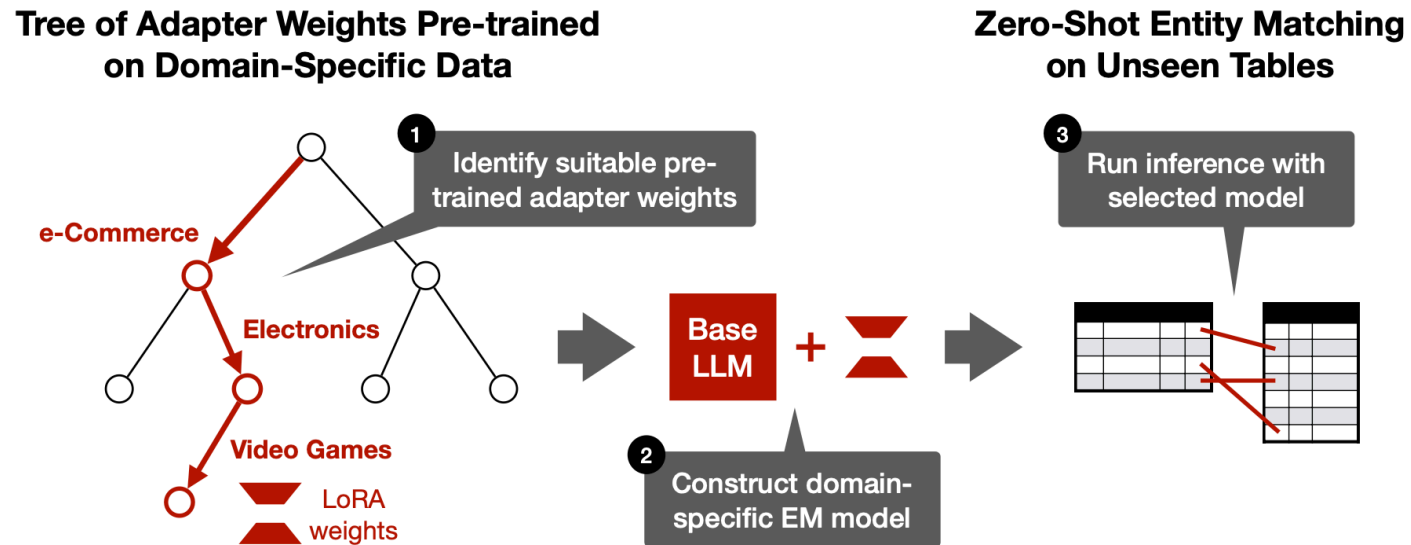 Tree of Adapter Weights Pre-trained
on Domain-Specific Data
1
Identify suitable pre-
trained adapter weights
e-Commerce
Electronics
Video Games
LoRA
weights
Base
LLM
+
2
Construct domain-
specific EM model
Zero-Shot Entity Matching
on Unseen Tables
3
Run inference with
selected model